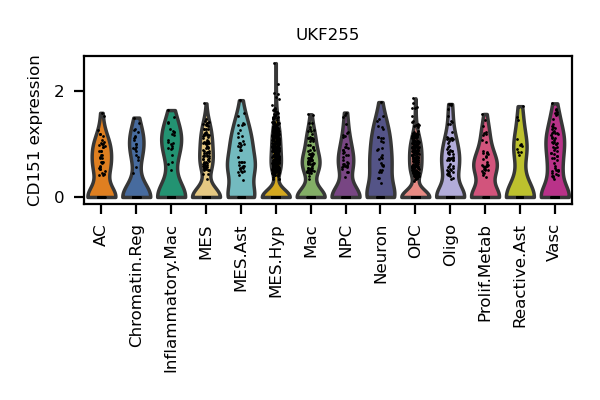 UKF255
CD151 expression
2
0
AC
Chromatin.Reg
Inflammatory.Mac
MES
MES.Ast
MES.Hyp
Mac
NPC
Neuron
OPC
Oligo
Prolif.Metab
Reactive.Ast
Vasc